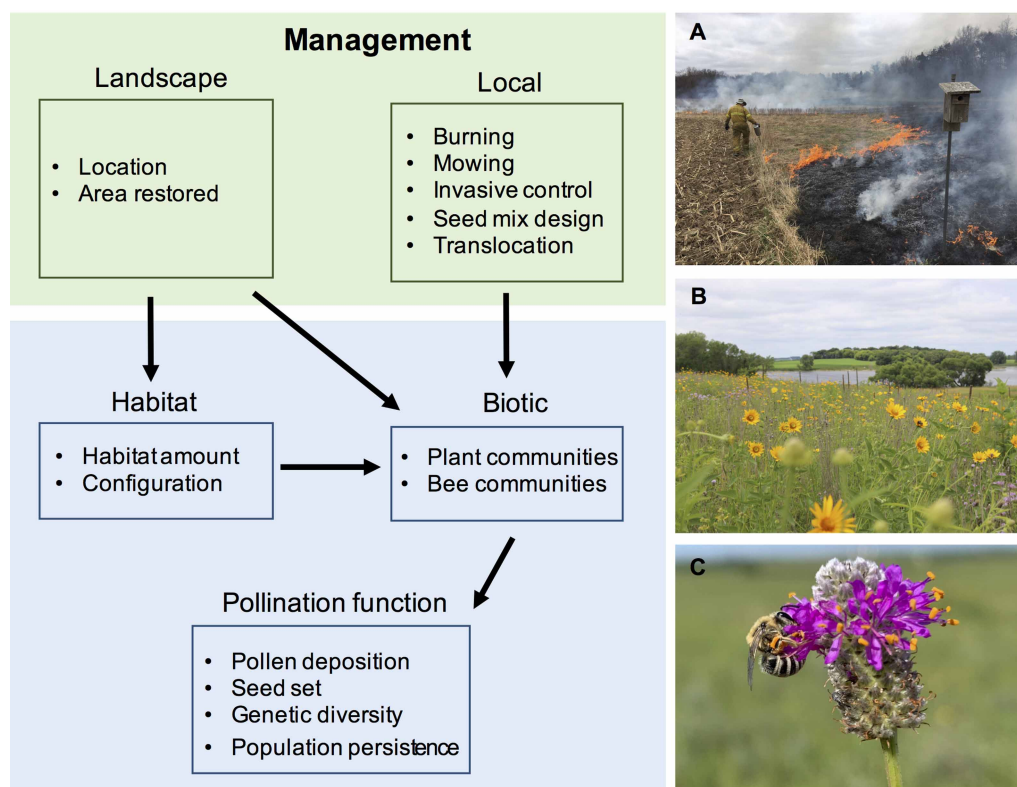 Management
Landscape
• Location
• Area restored
Local
• Burning
• Mowing
• Invasive control
• Seed mix design
• Translocation
Habitat
• Habitat amount
• Configuration
Biotic
• Plant communities
• Bee communities
Pollination function
• Pollen deposition
• Seed set
• Genetic diversity
• Population persistence
A
B
C